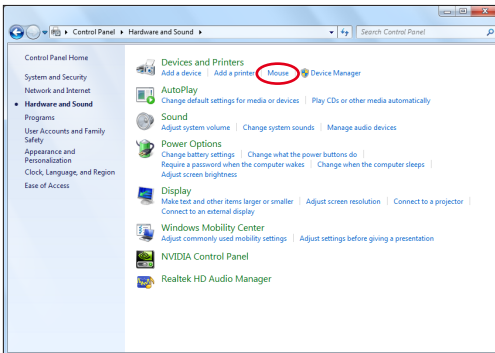 Control Panel ▸ Hardware and Sound ▸ Search Control Panel
Control Panel Home
System and Security
Network and Internet
Hardware and Sound
Programs
User Accounts and Family
Safety
Appearance and
Personalization
Clock, Language, and Region
Ease of Access
Devices and Printers
Add a device | Add a printer | Mouse | Device Manager
AutoPlay
Change default settings for media or devices | Play CDs or other media automatically
Sound
Adjust system volume | Change system sounds | Manage audio devices
Power Options
Change battery settings | Change what the power buttons do |
Require a password when the computer wakes | Change when the computer sleeps |
Adjust screen brightness
Display
Make text and other items larger or smaller | Adjust screen resolution | Connect to a projector |
Connect to an external display
Windows Mobility Center
Adjust commonly used mobility settings | Adjust settings before giving a presentation
NVIDIA Control Panel
Realtek HD Audio Manager